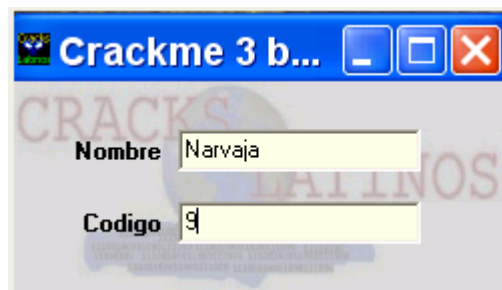 Crackme 3 b...
CRACKS
Nombre Narvaja
LATINOS
Codigo 9